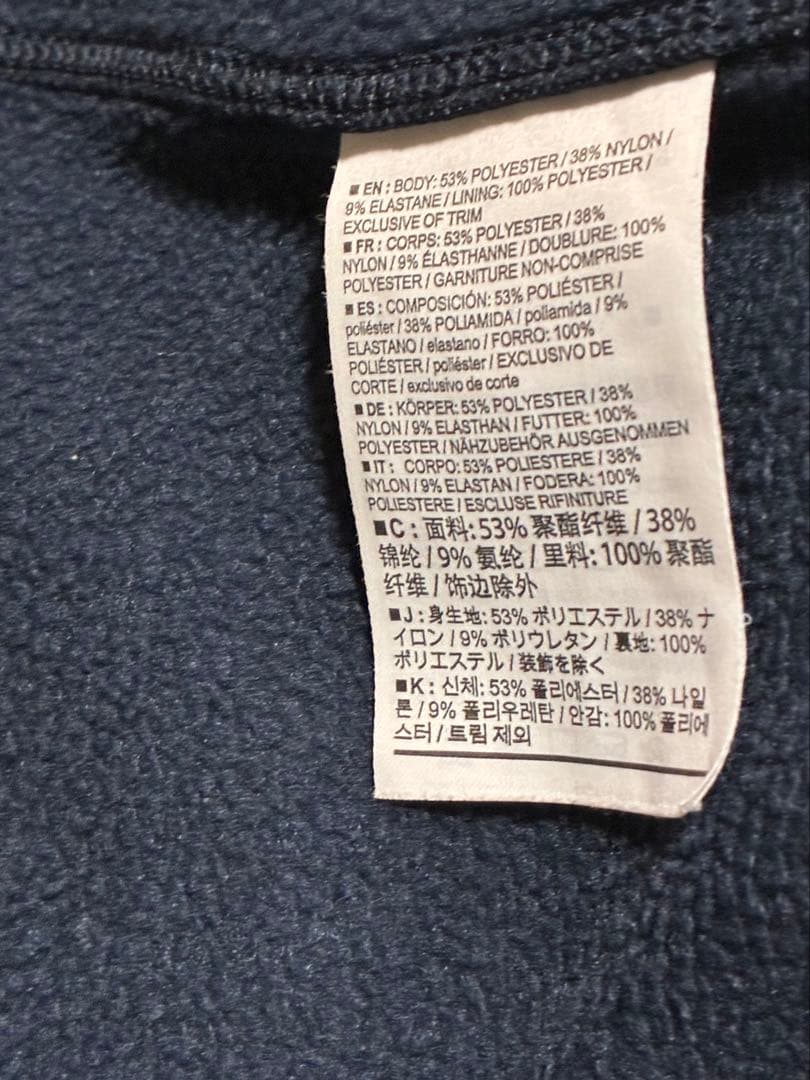 ■ EN : BODY: 53% POLYESTER / 38% NYLON /
9% ELASTANE / LINING: 100% POLYESTER /
EXCLUSIVE OF TRIM
■ FR : CORPS: 53% POLYESTER / 38%
NYLON / 9% ÉLASTHANNE / DOUBLURE: 100%
POLYESTER / GARNITURE NON-COMPRISE
■ ES : COMPOSICIÓN: 53% POLIÉSTER /
poliéster / 38% POLIAMIDA / poliamida / 9%
ELASTANO / elastano / FORRO: 100%
POLIÉSTER / poliéster / EXCLUSIVO DE
CORTE / exclusivo de corte
■ DE : KÖRPER: 53% POLYESTER / 38%
NYLON / 9% ELASTHAN / FUTTER: 100%
POLYESTER / NÄHZUBEHÖR AUSGENOMMEN
■ IT : CORPO: 53% POLIESTERE / 38%
NYLON / 9% ELASTAN / FODERA: 100%
POLIESTERE / ESCLUSE RIFINITURE
■ C : 面料: 53% 聚酯纤维 / 38%
锦纶 / 9% 氨纶 / 里料: 100% 聚酯
纤维 / 饰边除外
■ J : 身生地: 53% ポリエステル / 38% ナ
イロン / 9% ポリウレタン / 裏地: 100%
ポリエステル / 装飾を除く
■ K : 신체: 53% 폴리에스터 / 38% 나일
론 / 9% 폴리우레탄 / 안감: 100% 폴리에
스터 / 트림 제외